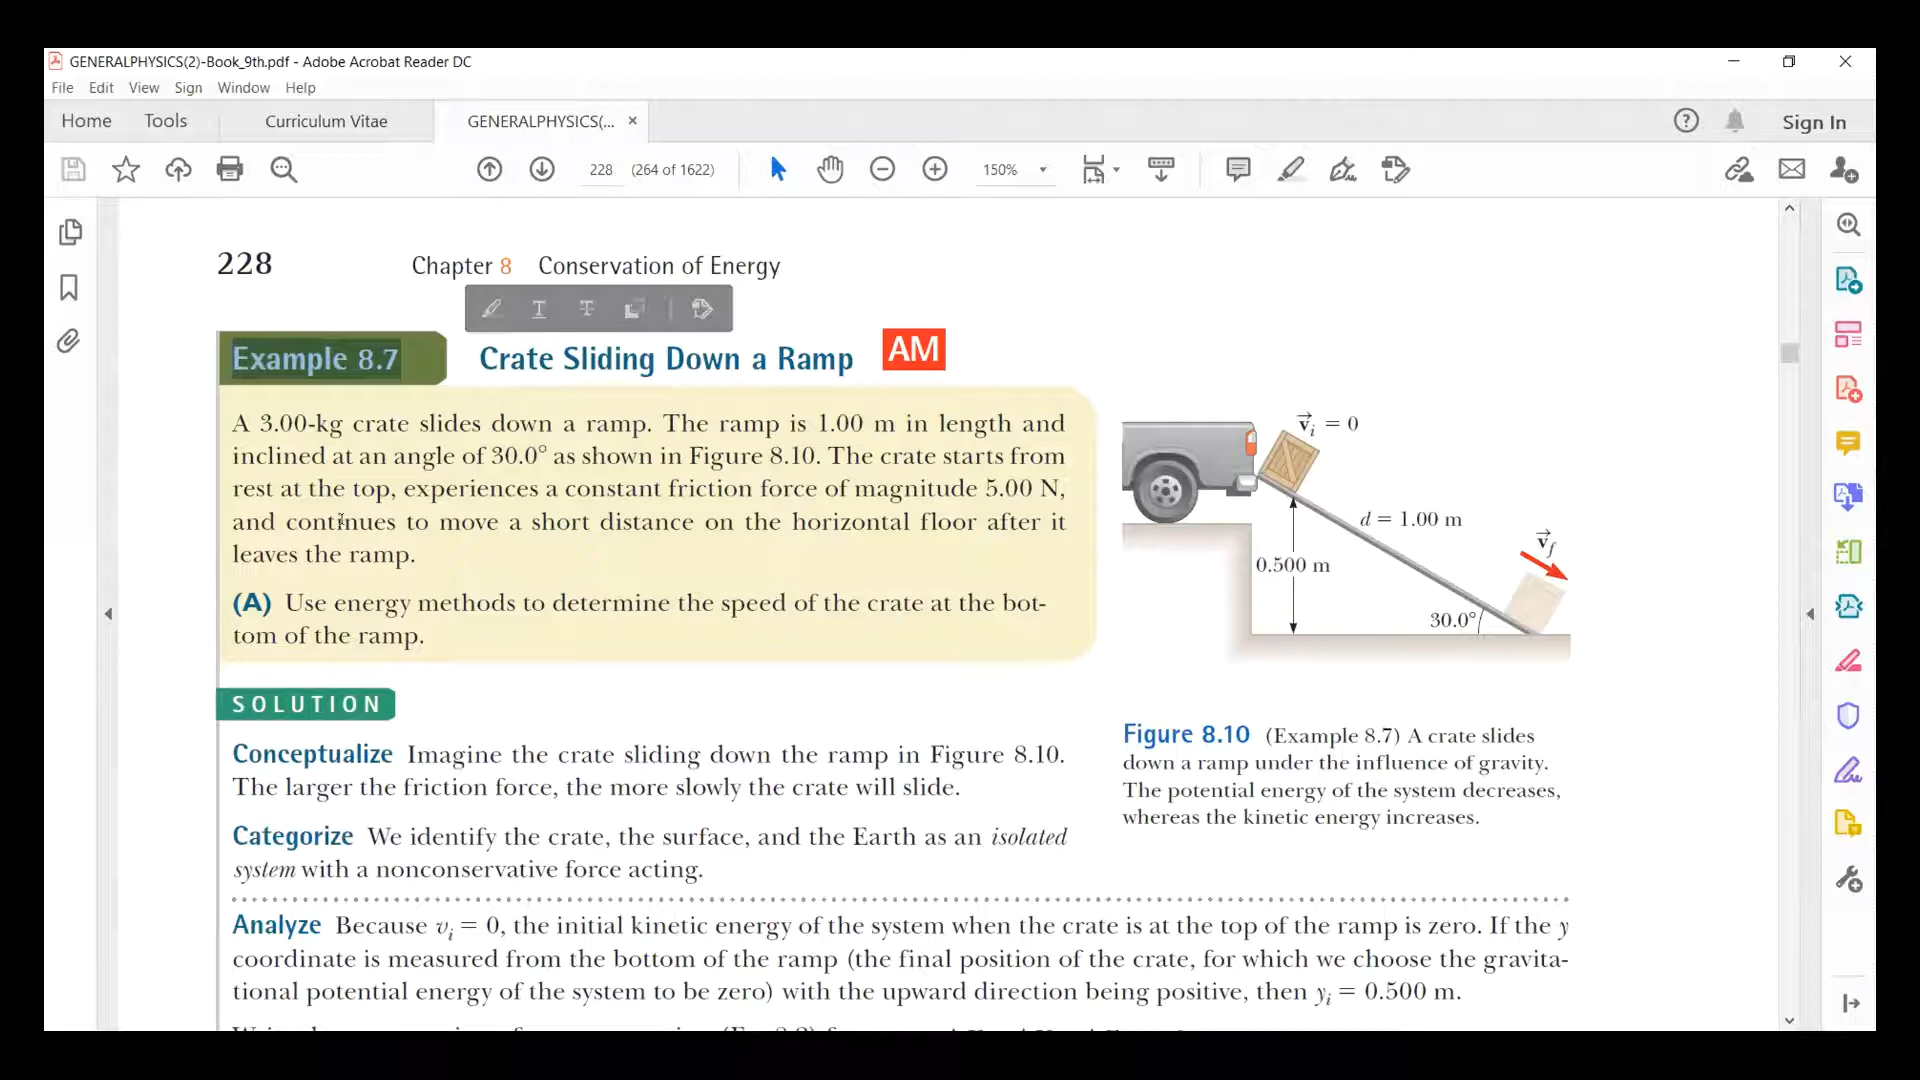 GENERALPHYSICS(2)-Book_9th.pdf - Adobe Acrobat Reader DC
File Edit View Sign Window Help
Home Tools Curriculum Vitae GENERALPHYSICS(... × Sign In
228 (264 of 1622) 150%
228 Chapter 8 Conservation of Energy
Example 8.7 Crate Sliding Down a Ramp AM
A 3.00-kg crate slides down a ramp. The ramp is 1.00 m in length and
inclined at an angle of 30.0° as shown in Figure 8.10. The crate starts from
rest at the top, experiences a constant friction force of magnitude 5.00 N,
and continues to move a short distance on the horizontal floor after it
leaves the ramp.
(A) Use energy methods to determine the speed of the crate at the bot-
tom of the ramp.
v⃗i = 0
d = 1.00 m
v⃗f
0.500 m
30.0°
SOLUTION
Conceptualize Imagine the crate sliding down the ramp in Figure 8.10.
The larger the friction force, the more slowly the crate will slide.
Categorize We identify the crate, the surface, and the Earth as an isolated
system with a nonconservative force acting.
Figure 8.10 (Example 8.7) A crate slides
down a ramp under the influence of gravity.
The potential energy of the system decreases,
whereas the kinetic energy increases.
Analyze Because vi = 0, the initial kinetic energy of the system when the crate is at the top of the ramp is zero. If the y
coordinate is measured from the bottom of the ramp (the final position of the crate, for which we choose the gravita-
tional potential energy of the system to be zero) with the upward direction being positive, then yi = 0.500 m.